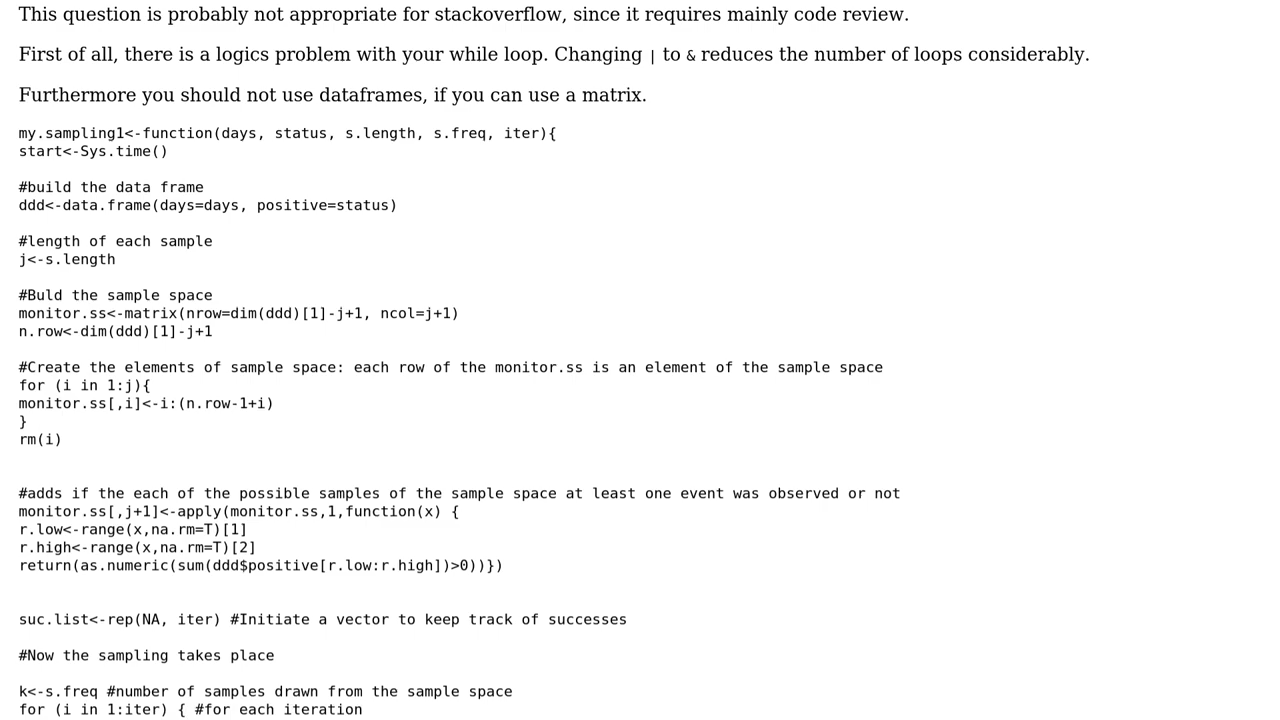 This question is probably not appropriate for stackoverflow, since it requires mainly code review.
First of all, there is a logics problem with your while loop. Changing | to & reduces the number of loops considerably.
Furthermore you should not use dataframes, if you can use a matrix.
my.sampling1<-function(days, status, s.length, s.freq, iter){
start<-Sys.time()
#build the data frame
ddd<-data.frame(days=days, positive=status)
#length of each sample
j<-s.length
#Buld the sample space
monitor.ss<-matrix(nrow=dim(ddd)[1]-j+1, ncol=j+1)
n.row<-dim(ddd)[1]-j+1
#Create the elements of sample space: each row of the monitor.ss is an element of the sample space
for (i in 1:j){
monitor.ss[,i]<-i:(n.row-1+i)
}
rm(i)
#adds if the each of the possible samples of the sample space at least one event was observed or not
monitor.ss[,j+1]<-apply(monitor.ss,1,function(x) {
r.low<-range(x,na.rm=T)[1]
r.high<-range(x,na.rm=T)[2]
return(as.numeric(sum(ddd$positive[r.low:r.high])>0))})
suc.list<-rep(NA, iter) #Initiate a vector to keep track of successes
#Now the sampling takes place
k<-s.freq #number of samples drawn from the sample space
for (i in 1:iter) { #for each iteration